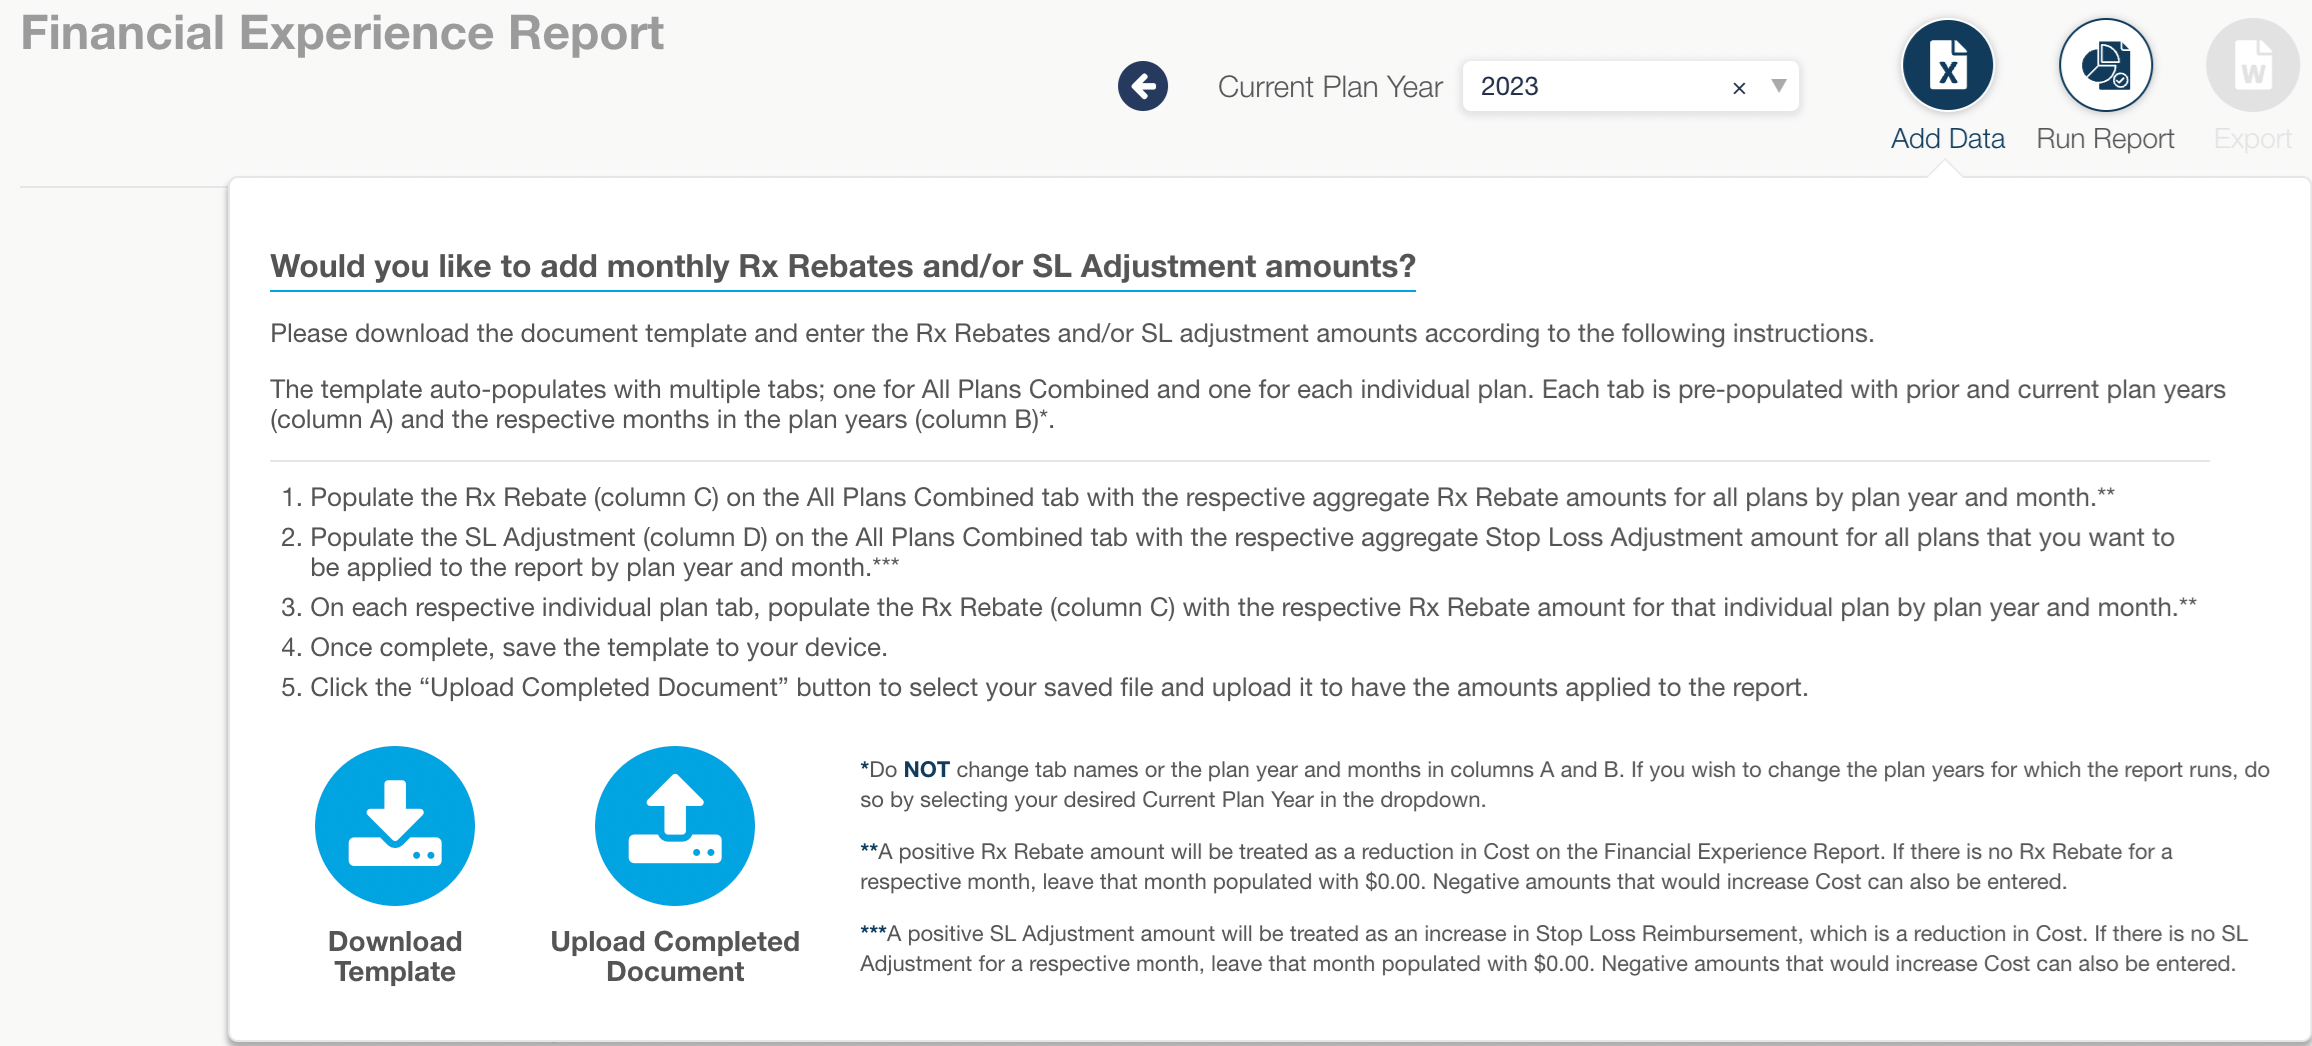 Financial Experience Report
Current Plan Year
2023
×
X
W
Add Data
Run Report
Export
Would you like to add monthly Rx Rebates and/or SL Adjustment amounts?
Please download the document template and enter the Rx Rebates and/or SL adjustment amounts according to the following instructions.
The template auto-populates with multiple tabs; one for All Plans Combined and one for each individual plan. Each tab is pre-populated with prior and current plan years
(column A) and the respective months in the plan years (column B)*.
1. Populate the Rx Rebate (column C) on the All Plans Combined tab with the respective aggregate Rx Rebate amounts for all plans by plan year and month.**
2. Populate the SL Adjustment (column D) on the All Plans Combined tab with the respective aggregate Stop Loss Adjustment amount for all plans that you want to
be applied to the report by plan year and month.***
3. On each respective individual plan tab, populate the Rx Rebate (column C) with the respective Rx Rebate amount for that individual plan by plan year and month.**
4. Once complete, save the template to your device.
5. Click the “Upload Completed Document” button to select your saved file and upload it to have the amounts applied to the report.
Download
Template
Upload Completed
Document
*Do NOT change tab names or the plan year and months in columns A and B. If you wish to change the plan years for which the report runs, do
so by selecting your desired Current Plan Year in the dropdown.
**A positive Rx Rebate amount will be treated as a reduction in Cost on the Financial Experience Report. If there is no Rx Rebate for a
respective month, leave that month populated with $0.00. Negative amounts that would increase Cost can also be entered.
***A positive SL Adjustment amount will be treated as an increase in Stop Loss Reimbursement, which is a reduction in Cost. If there is no SL
Adjustment for a respective month, leave that month populated with $0.00. Negative amounts that would increase Cost can also be entered.